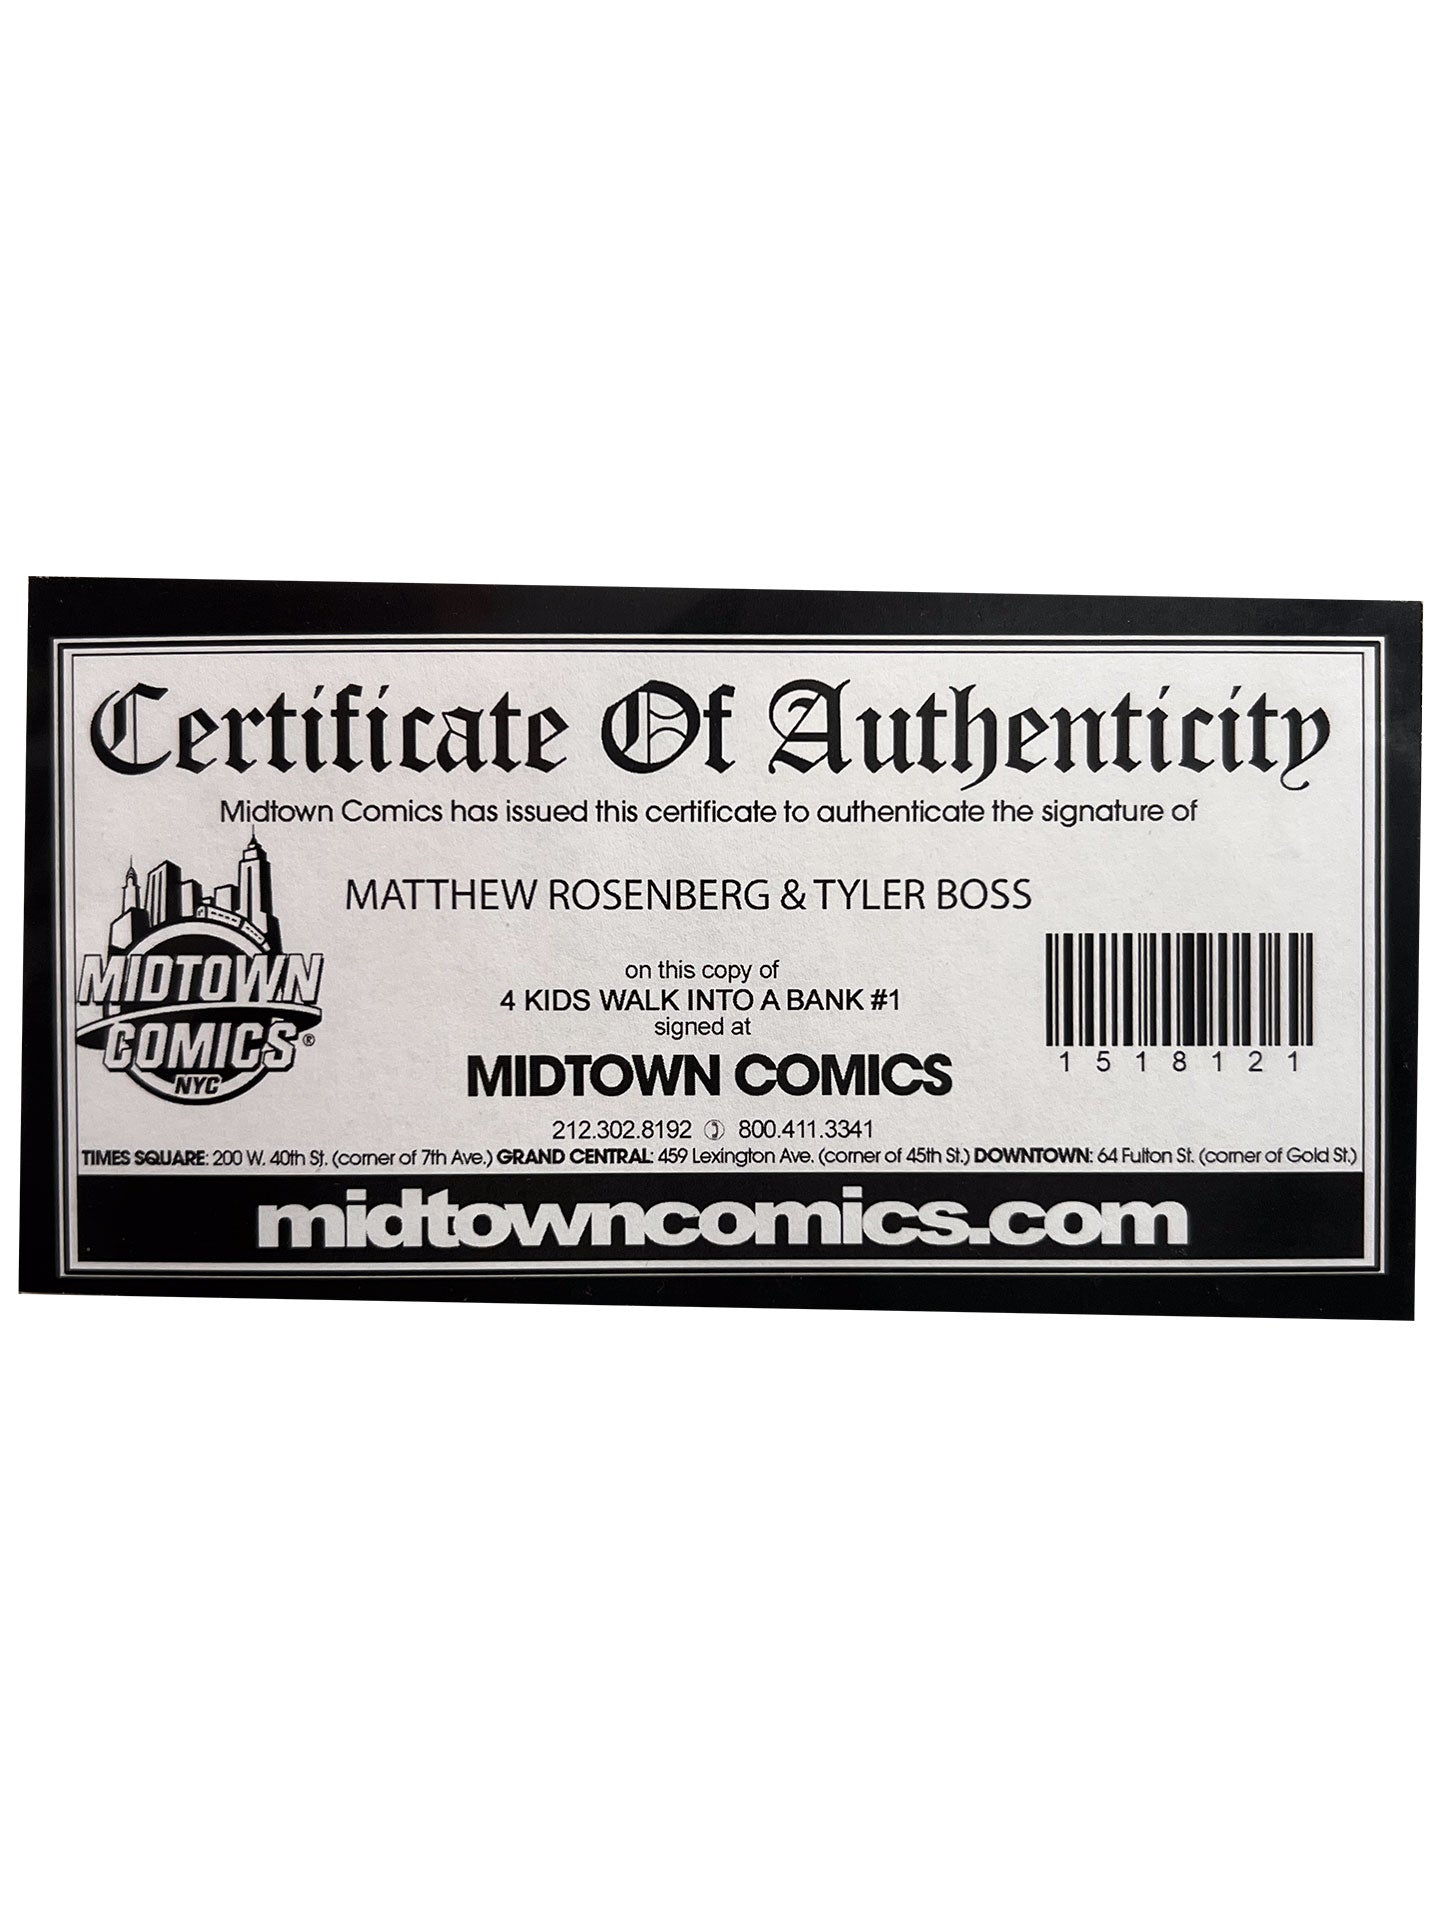 Certificate Of Authenticity
Midtown Comics has issued this certificate to authenticate the signature of
MATTHEW ROSENBERG & TYLER BOSS
MIDTOWN
COMICS®
NYC
on this copy of
4 KIDS WALK INTO A BANK #1
signed at
MIDTOWN COMICS
1518121
212.302.8192 800.411.3341
TIMES SQUARE: 200 W. 40th St. (corner of 7th Ave.) GRAND CENTRAL: 459 Lexington Ave. (corner of 45th St.) DOWNTOWN: 64 Fulton St. (corner of Gold St.)
midtowncomics.com